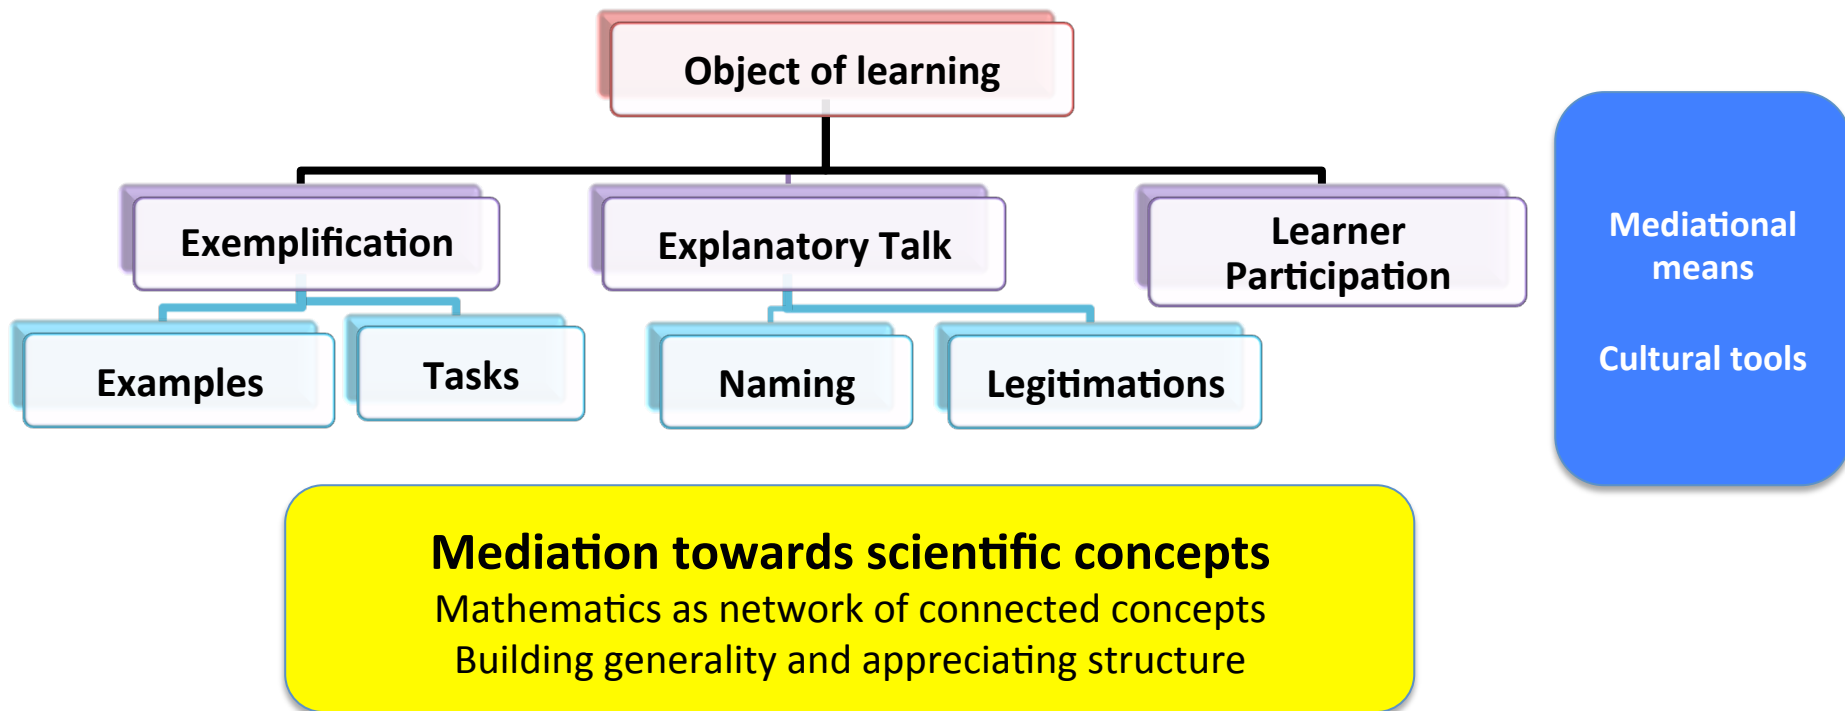 Object of learning
Exemplification
Explanatory Talk
Learner
Participation
Examples
Tasks
Naming
Legitimations
Mediational
means
Cultural tools
Mediation towards scientific concepts
Mathematics as network of connected concepts
Building generality and appreciating structure